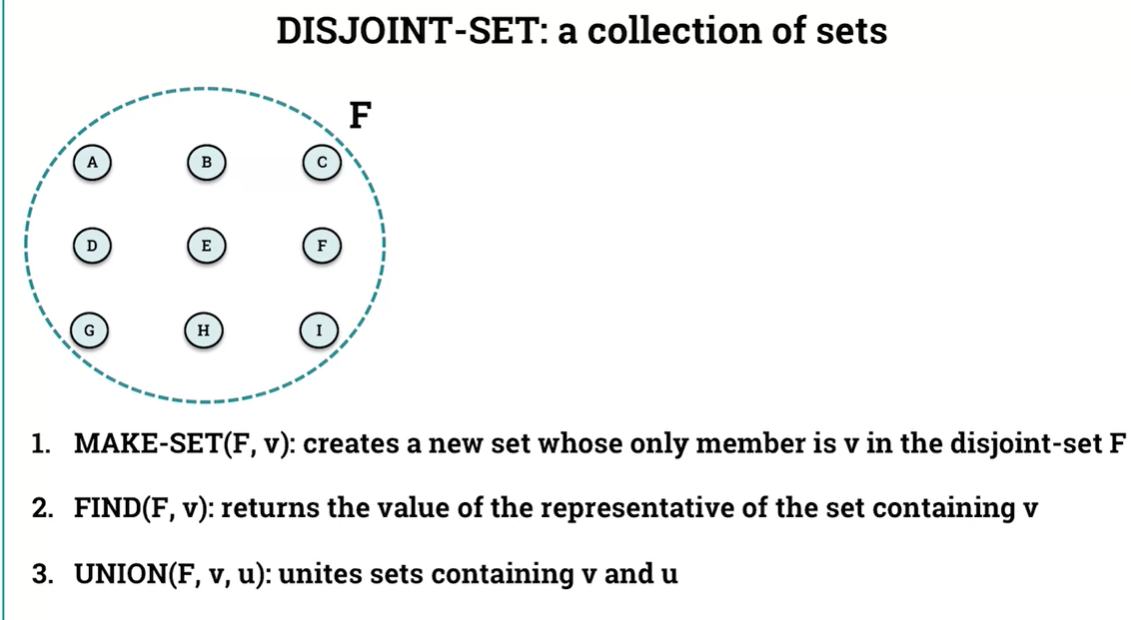 DISJOINT-SET: a collection of sets
F
A B C
D E F
G H I
1. MAKE-SET(F, v): creates a new set whose only member is v in the disjoint-set F
2. FIND(F, v): returns the value of the representative of the set containing v
3. UNION(F, v, u): unites sets containing v and u